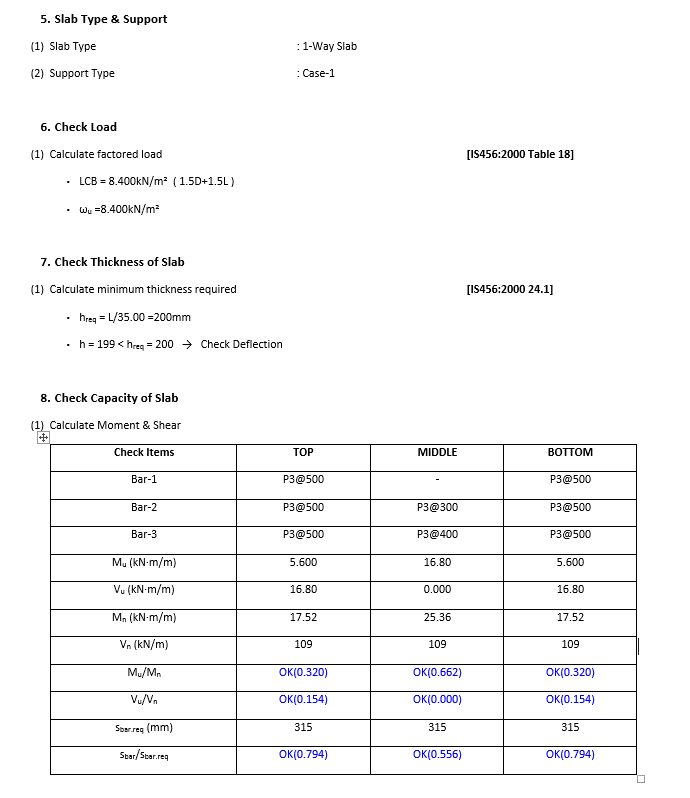 5. Slab Type & Support
(1) Slab Type : 1-Way Slab
(2) Support Type : Case-1
6. Check Load
(1) Calculate factored load [IS456:2000 Table 18]
· LCB = 8.400kN/m² ( 1.5D+1.5L )
· ωu =8.400kN/m²
7. Check Thickness of Slab
(1) Calculate minimum thickness required [IS456:2000 24.1]
· hreq = L/35.00 =200mm
· h = 199 < hreq = 200 → Check Deflection
8. Check Capacity of Slab
(1) Calculate Moment & Shear
Check Items TOP MIDDLE BOTTOM
Bar-1 P3@500 - P3@500
Bar-2 P3@500 P3@300 P3@500
Bar-3 P3@500 P3@400 P3@500
Mu (kN·m/m) 5.600 16.80 5.600
Vu (kN·m/m) 16.80 0.000 16.80
Mn (kN·m/m) 17.52 25.36 17.52
Vn (kN/m) 109 109 109
Mu/Mn OK(0.320) OK(0.662) OK(0.320)
Vu/Vn OK(0.154) OK(0.000) OK(0.154)
sbar.req (mm) 315 315 315
sbar/sbar.req OK(0.794) OK(0.556) OK(0.794)